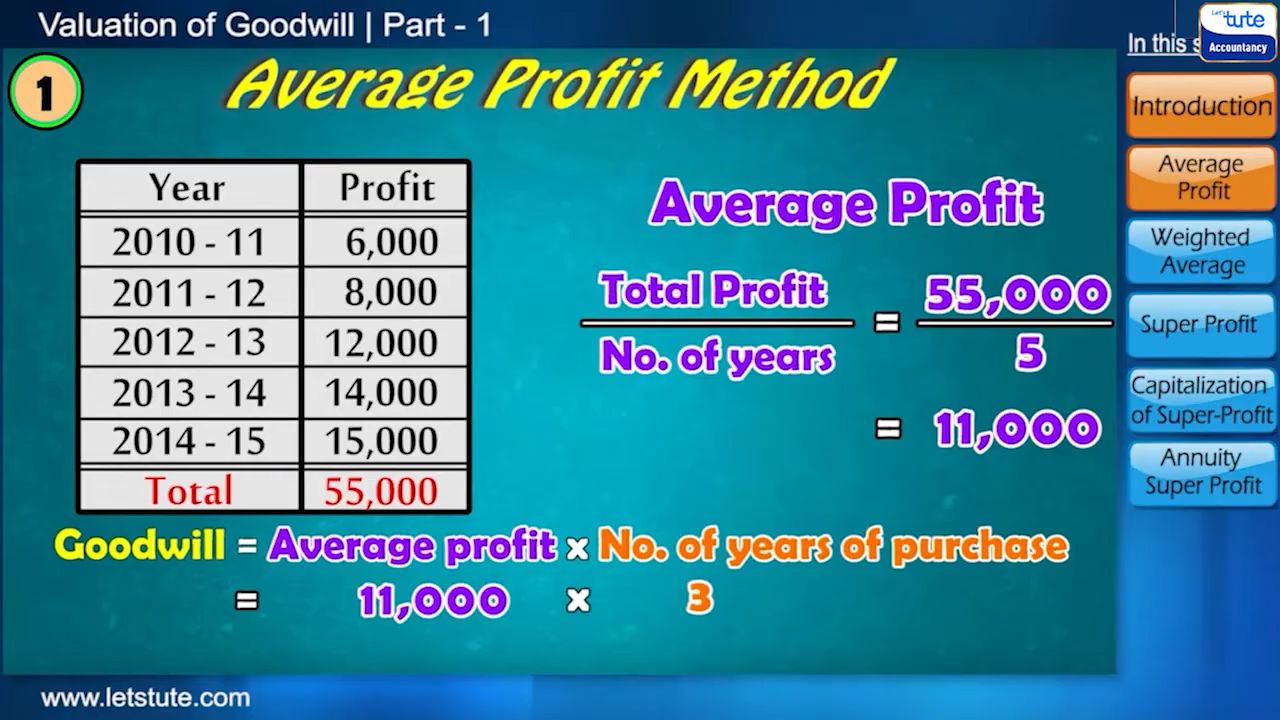 Valuation of Goodwill | Part - 1
Let's tute
Accountancy
In this s
1
Average Profit Method
Year Profit
2010 - 11 6,000
2011 - 12 8,000
2012 - 13 12,000
2013 - 14 14,000
2014 - 15 15,000
Total 55,000
Average Profit
Total Profit = 55,000
No. of years 5
= 11,000
Goodwill = Average profit x No. of years of purchase
= 11,000 x 3
Introduction
Average
Profit
Weighted
Average
Super Profit
Capitalization
of Super-Profit
Annuity
Super Profit
www.letstute.com